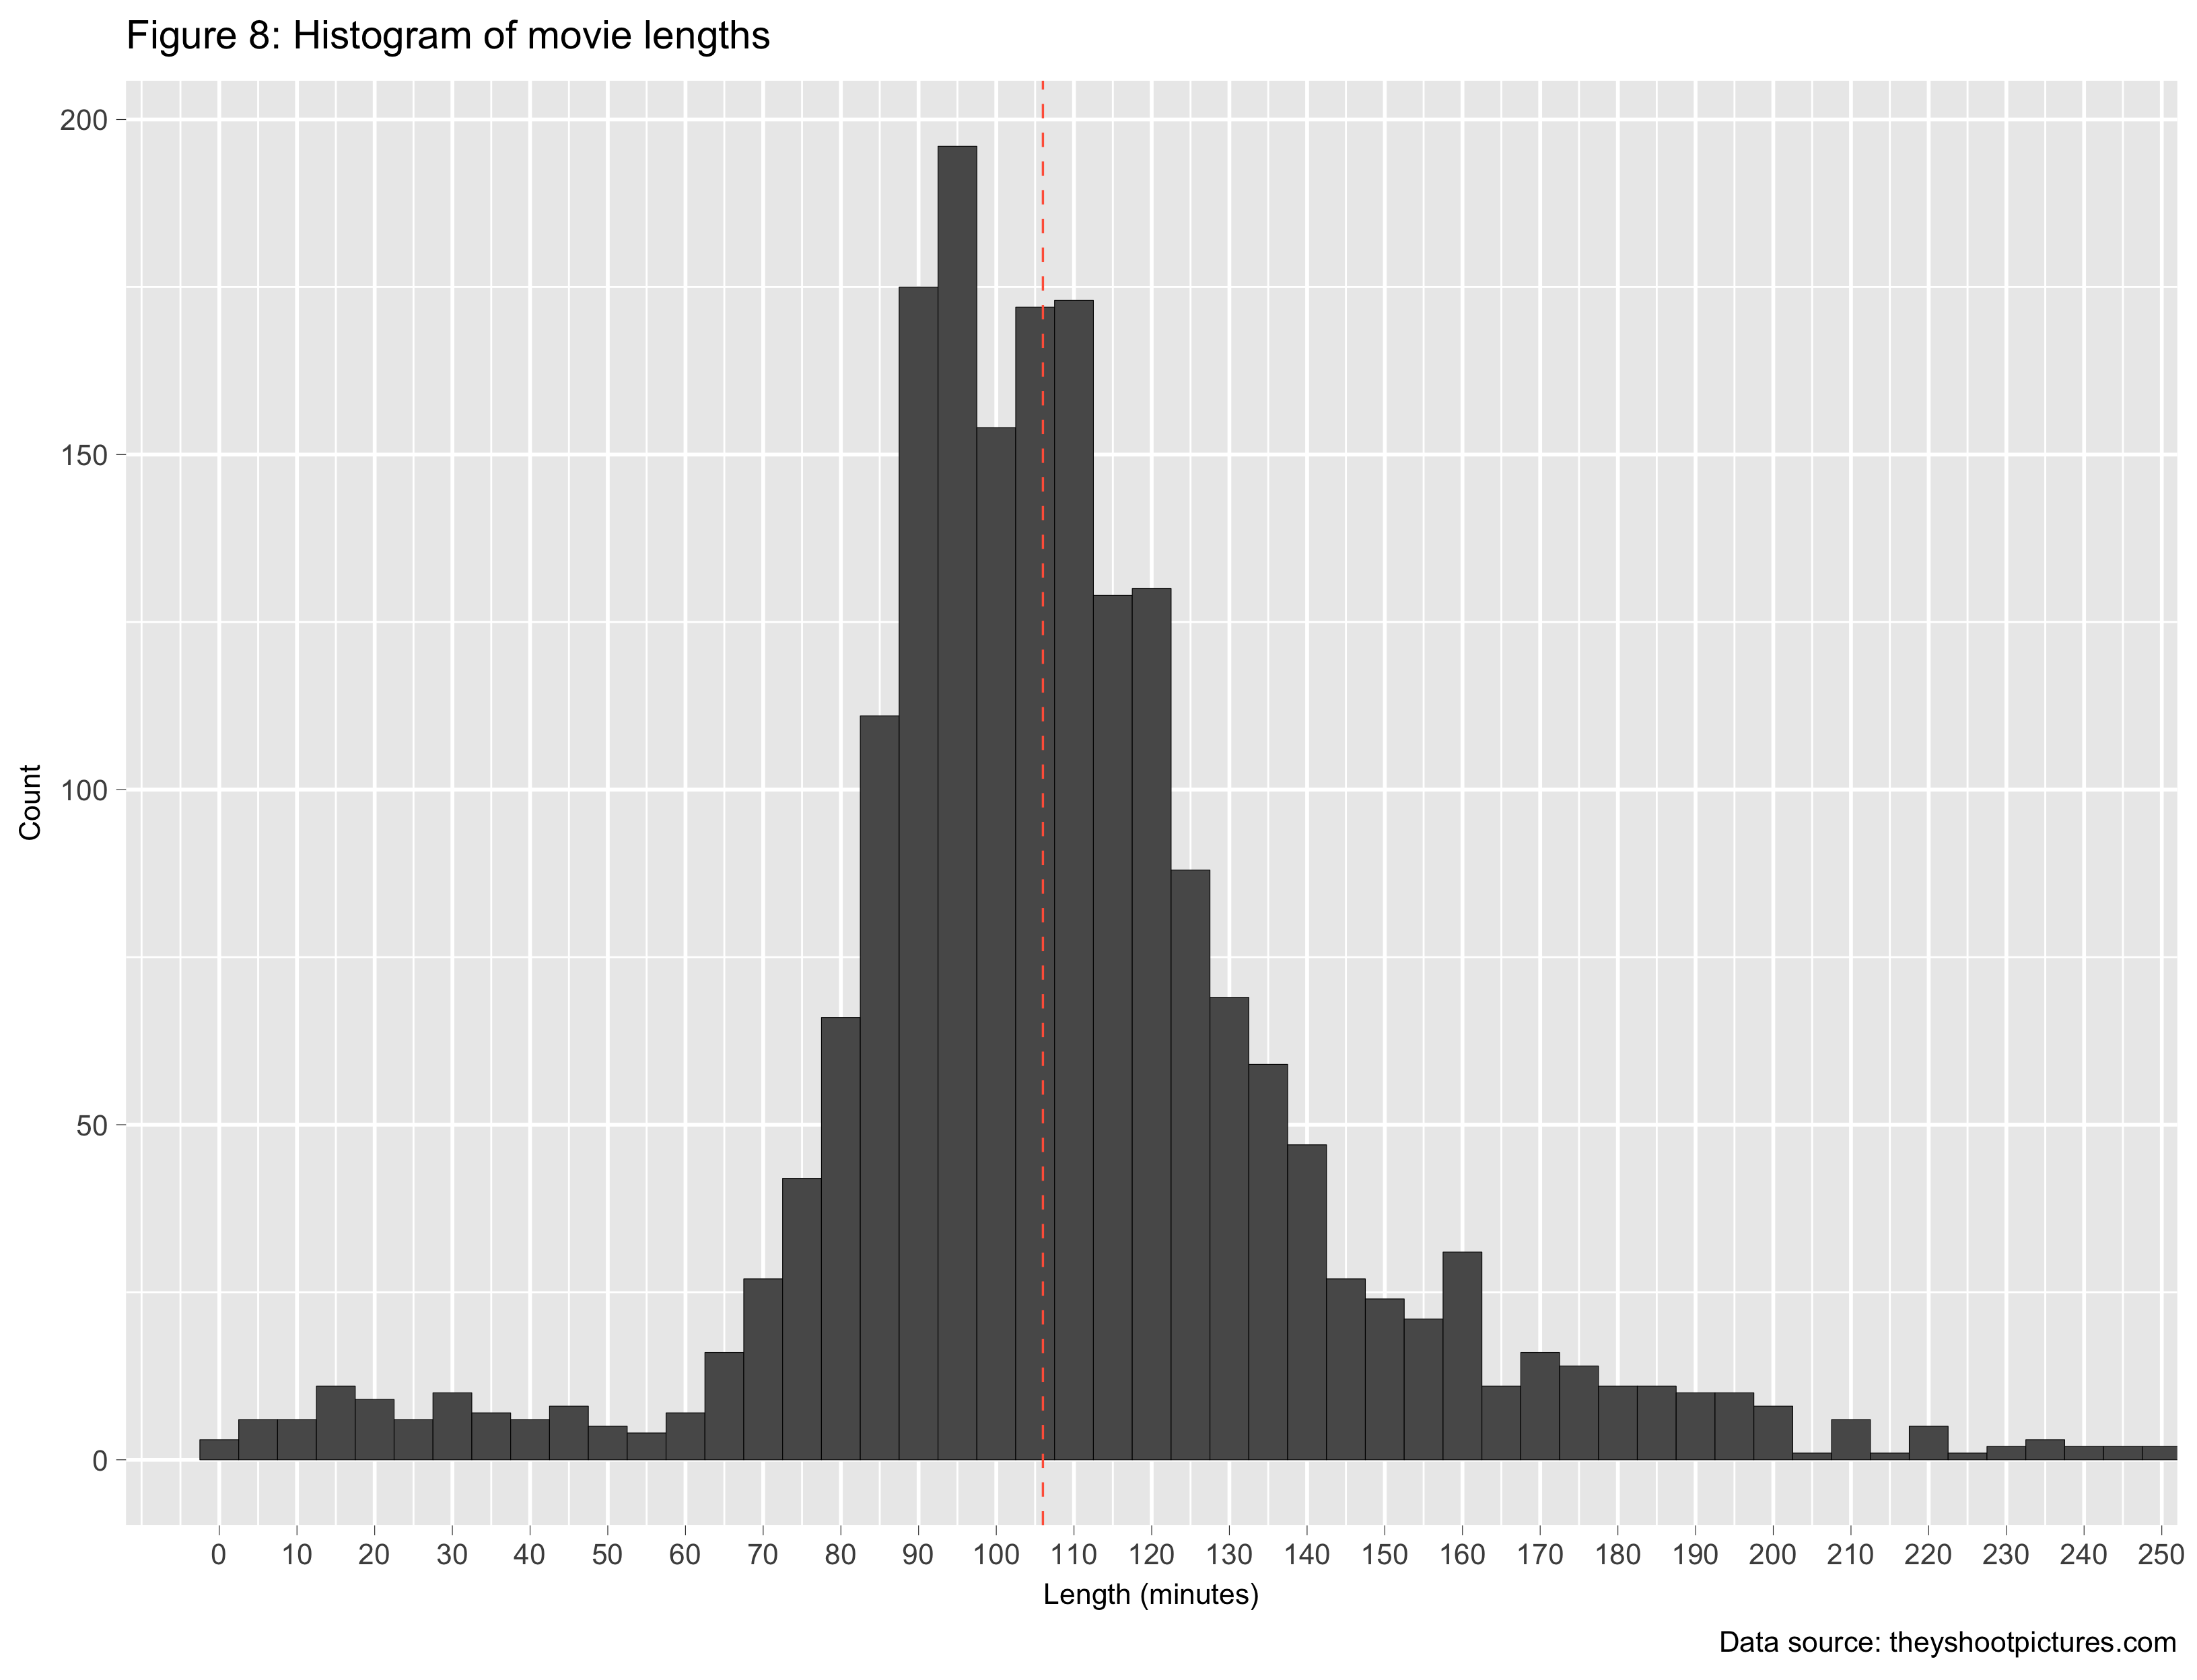 Figure 8: Histogram of movie lengths
200
150
100
50
0
Count
0 10 20 30 40 50 60 70 80 90 100 110 120 130 140 150 160 170 180 190 200 210 220 230 240 250
Length (minutes)
Data source: theyshootpictures.com